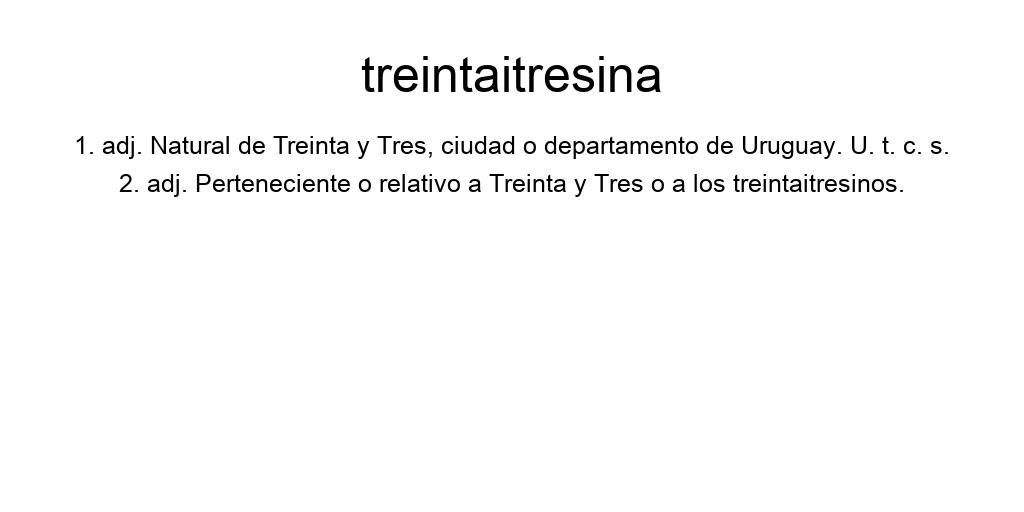 treintaitresina
1. adj. Natural de Treinta y Tres, ciudad o departamento de Uruguay. U. t. c. s.
2. adj. Perteneciente o relativo a Treinta y Tres o a los treintaitresinos.